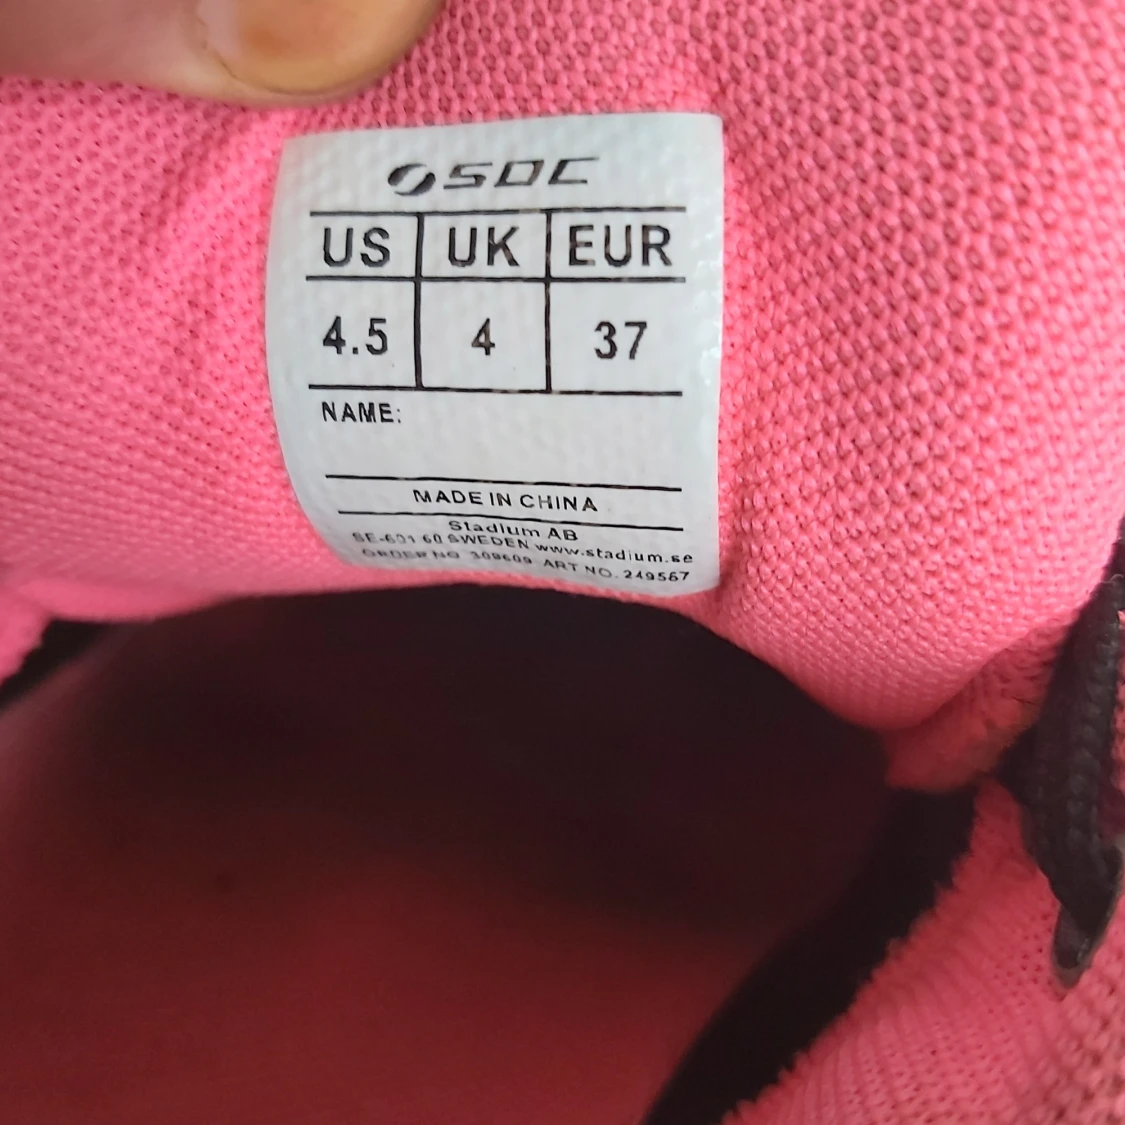 SOC
US UK EUR
4.5 4 37
NAME:
MADE IN CHINA
Stadium AB
SE-601 60 SWEDEN www.stadium.se
ORDER NO 309609 ART NO. 249567